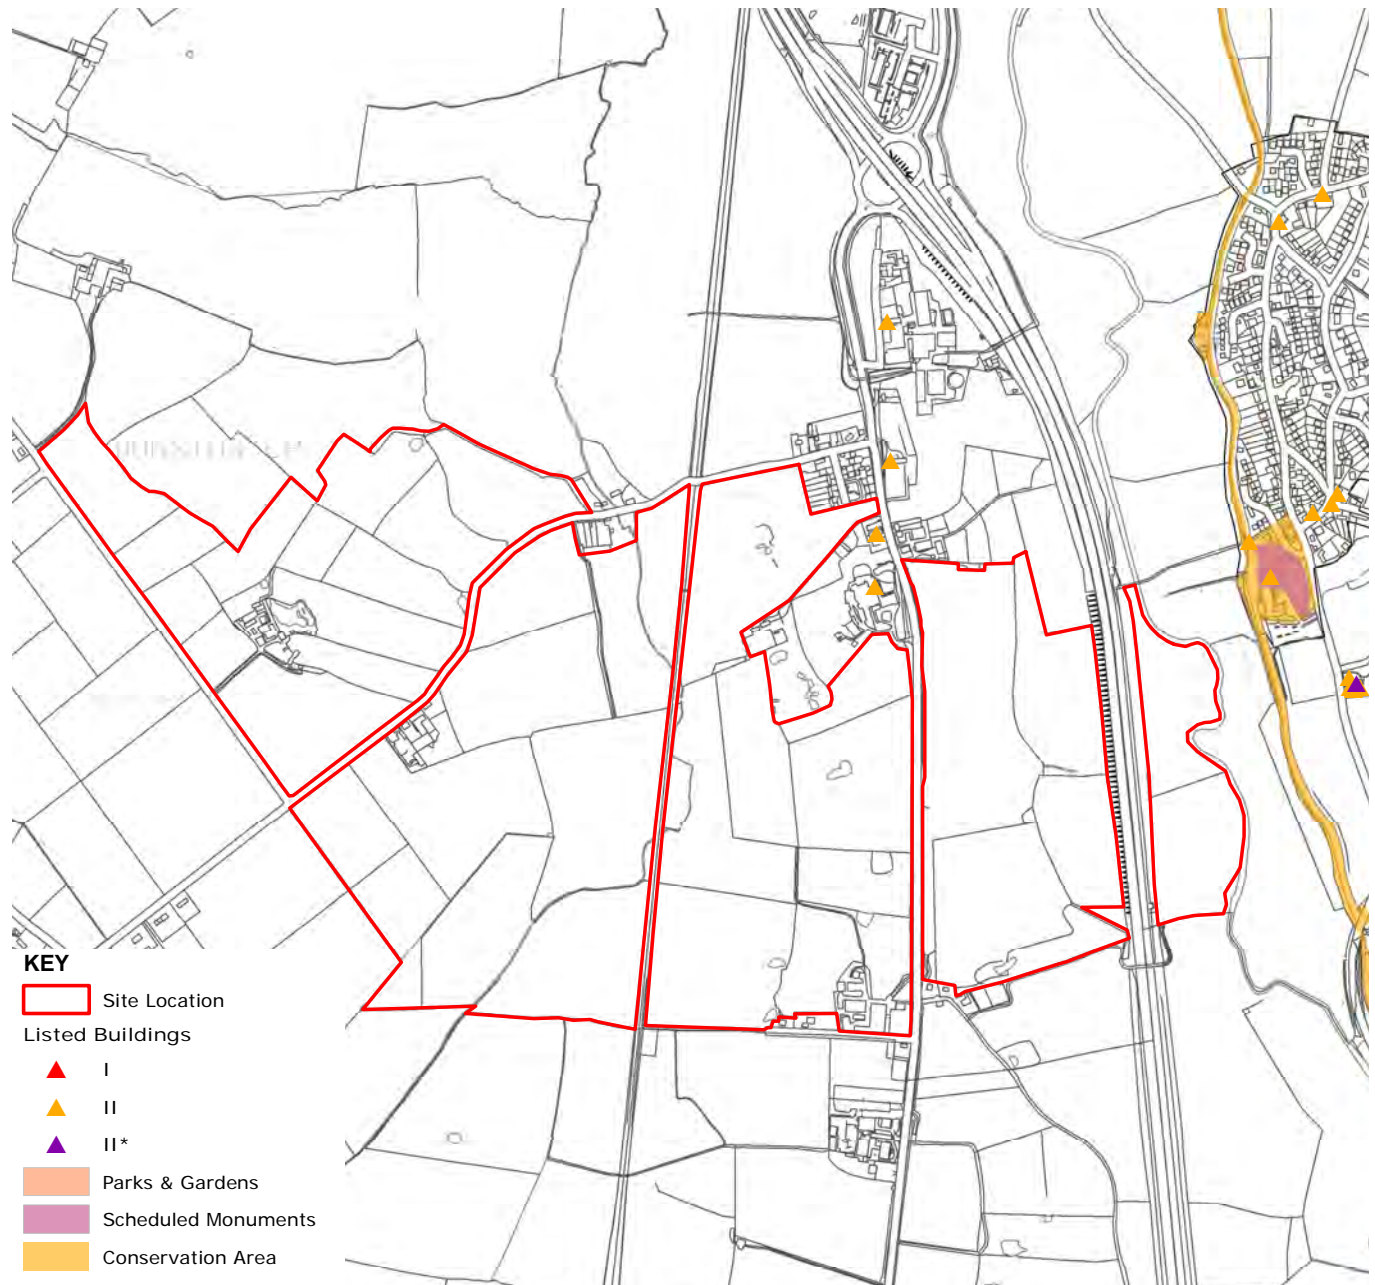 KEY
Site Location
Listed Buildings
I
II
II*
Parks & Gardens
Scheduled Monuments
Conservation Area